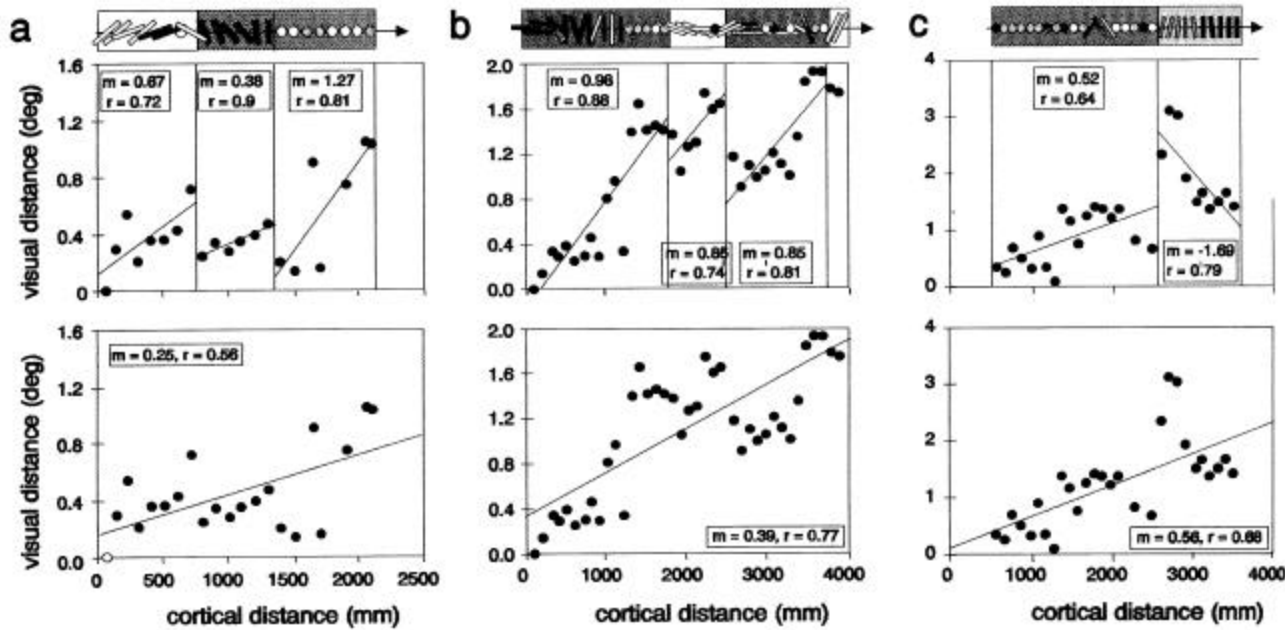 a
b
c
visual distance (deg)
1.6
1.2
0.8
0.4
0.0
m = 0.67
r = 0.72
m = 0.38
r = 0.9
m = 1.27
r = 0.81
2.0
1.6
1.2
0.8
0.4
0.0
m = 0.98
r = 0.88
m = 0.85
r = 0.74
m = 0.85
r = 0.81
4
3
2
1
0
m = 0.52
r = 0.64
m = -1.69
r = 0.79
visual distance (deg)
1.6
1.2
0.8
0.4
0.0
m = 0.25, r = 0.56
0 500 1000 1500 2000 2500
cortical distance (mm)
2.0
1.6
1.2
0.8
0.4
0.0
m = 0.39, r = 0.77
0 1000 2000 3000 4000
cortical distance (mm)
4
3
2
1
0
m = 0.56, r = 0.68
0 1000 2000 3000 4000
cortical distance (mm)